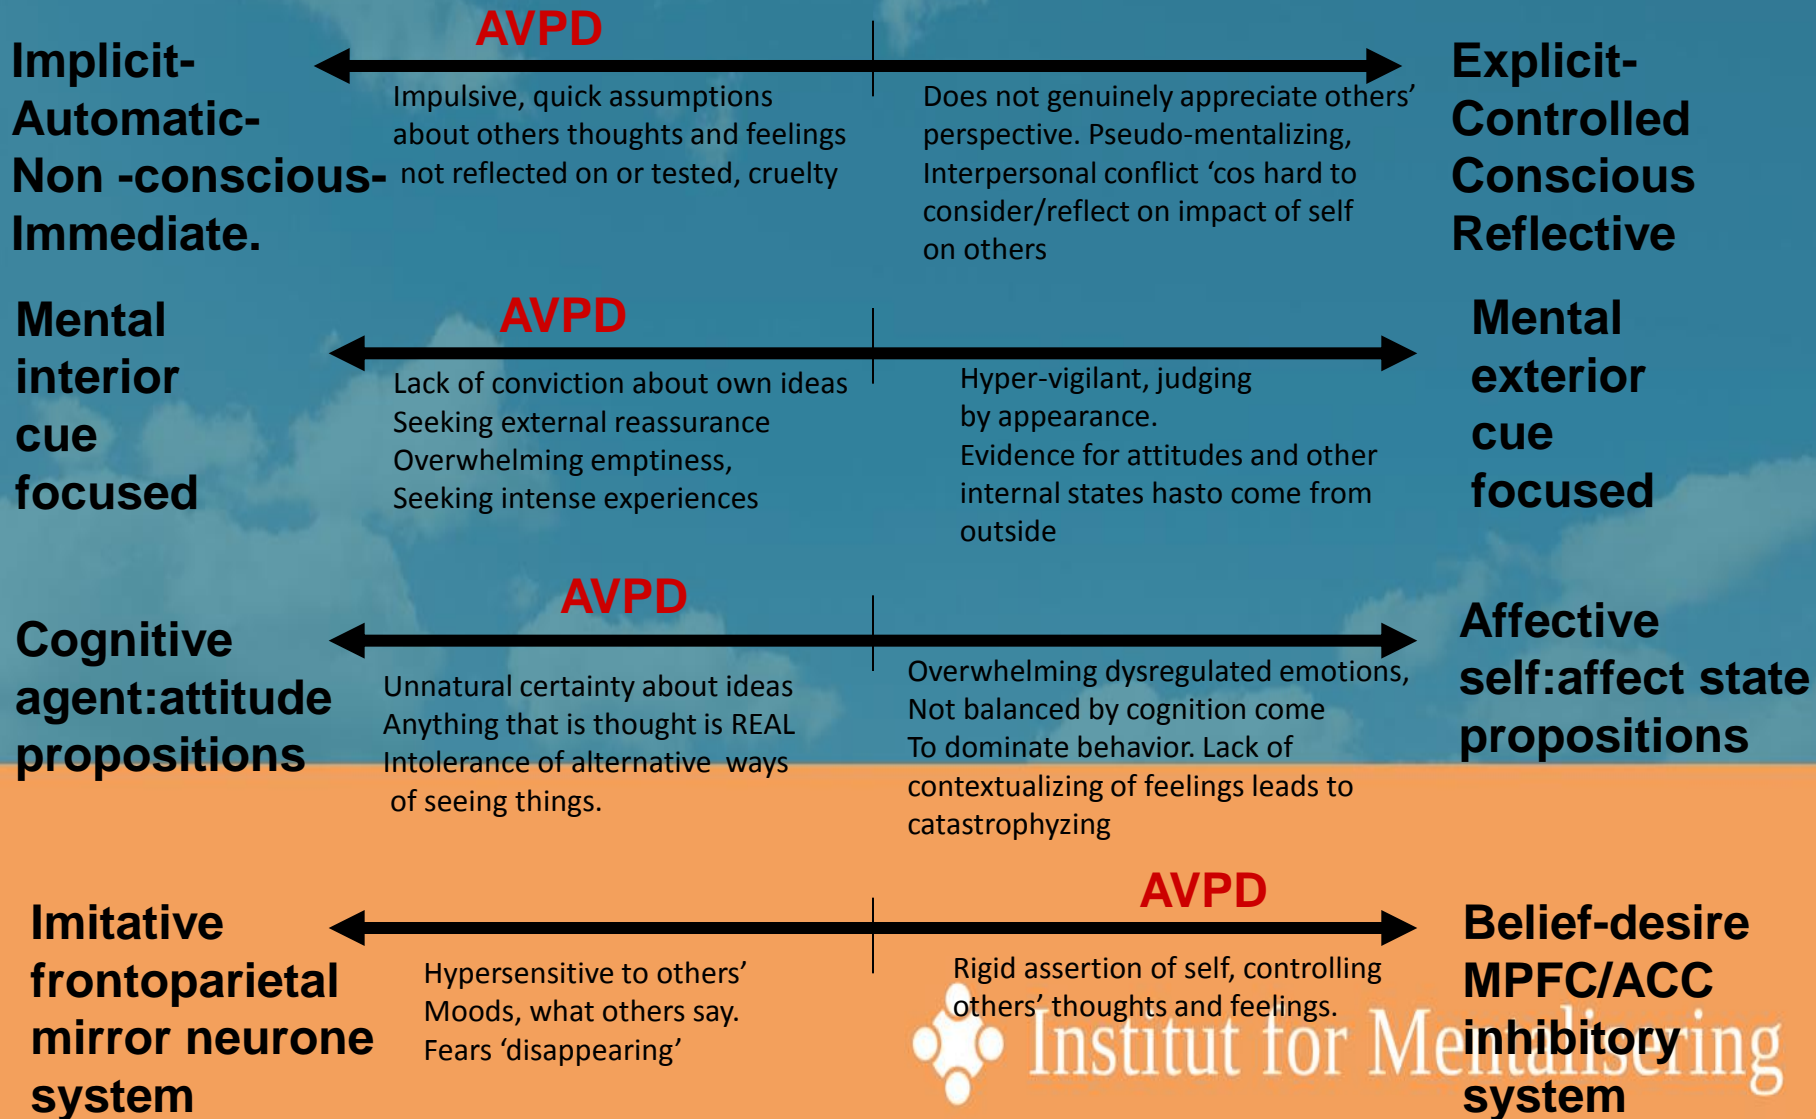 AVPD
Implicit-
Automatic-
Non -conscious-
Immediate.
Impulsive, quick assumptions
about others thoughts and feelings
not reflected on or tested, cruelty
Does not genuinely appreciate others’
perspective. Pseudo-mentalizing,
Interpersonal conflict ‘cos hard to
consider/reflect on impact of self
on others
Explicit-
Controlled
Conscious
Reflective
AVPD
Mental
interior
cue
focused
Lack of conviction about own ideas
Seeking external reassurance
Overwhelming emptiness,
Seeking intense experiences
Hyper-vigilant, judging
by appearance.
Evidence for attitudes and other
internal states hasto come from
outside
Mental
exterior
cue
focused
AVPD
Cognitive
agent:attitude
propositions
Unnatural certainty about ideas
Anything that is thought is REAL
Intolerance of alternative ways
of seeing things.
Overwhelming dysregulated emotions,
Not balanced by cognition come
To dominate behavior. Lack of
contextualizing of feelings leads to
catastrophyzing
Affective
self:affect state
propositions
AVPD
Imitative
frontoparietal
mirror neurone
system
Hypersensitive to others’
Moods, what others say.
Fears ‘disappearing’
Rigid assertion of self, controlling
others’ thoughts and feelings.
Belief-desire
MPFC/ACC
inhibitory
system
Institut for Mentalisering